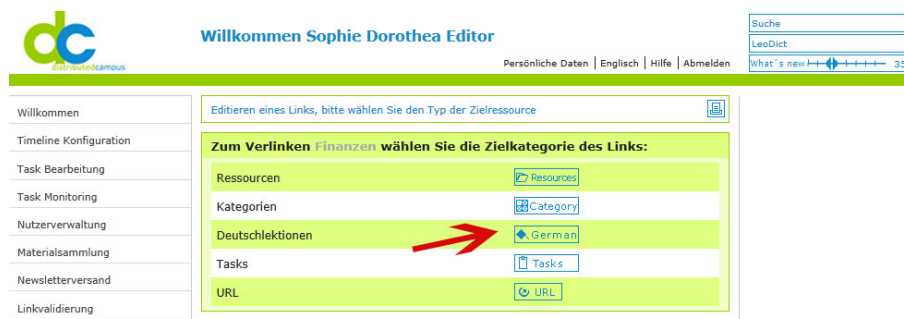 dc
distributedcampus
Willkommen Sophie Dorothea Editor
Persönliche Daten | Englisch | Hilfe | Abmelden
Suche
LeoDict
What´s new 35
Willkommen
Timeline Konfiguration
Task Bearbeitung
Task Monitoring
Nutzerverwaltung
Materialsammlung
Newsletterversand
Linkvalidierung
Editieren eines Links, bitte wählen Sie den Typ der Zielressource
Zum Verlinken Finanzen wählen Sie die Zielkategorie des Links:
Ressourcen Resources
Kategorien Category
Deutschlektionen German
Tasks Tasks
URL URL